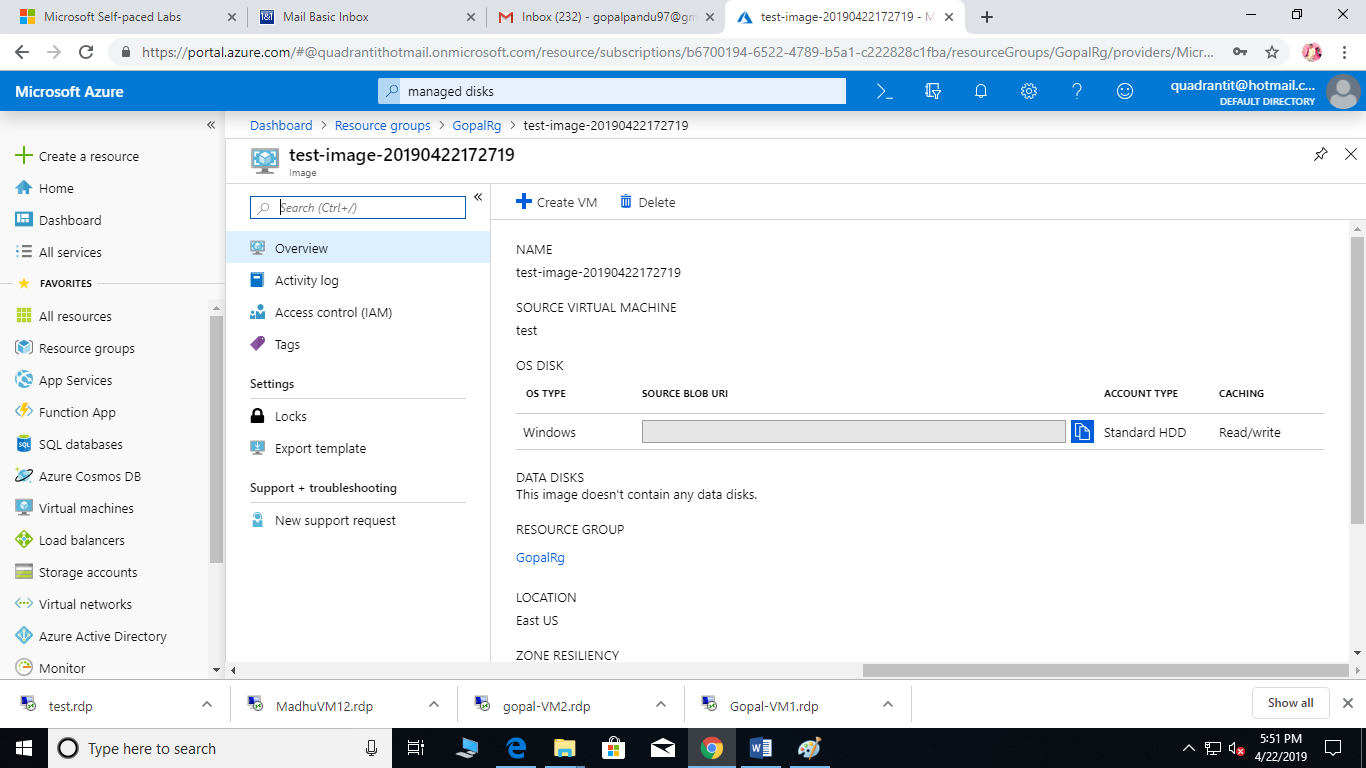 Microsoft Self-paced Labs
Mail Basic Inbox
Inbox (232) - gopalpandu97@gm
test-image-20190422172719 - M
https://portal.azure.com/#@quadrantithotmail.onmicrosoft.com/resource/subscriptions/b6700194-6522-4789-b5a1-c222828c1fba/resourceGroups/GopalRg/providers/Micr...
Microsoft Azure
managed disks
quadrantit@hotmail.c...
DEFAULT DIRECTORY
Create a resource
Home
Dashboard
All services
FAVORITES
All resources
Resource groups
App Services
Function App
SQL databases
Azure Cosmos DB
Virtual machines
Load balancers
Storage accounts
Virtual networks
Azure Active Directory
Monitor
Dashboard > Resource groups > GopalRg > test-image-20190422172719
test-image-20190422172719
Image
Search (Ctrl+/)
Overview
Activity log
Access control (IAM)
Tags
Settings
Locks
Export template
Support + troubleshooting
New support request
Create VM Delete
NAME
test-image-20190422172719
SOURCE VIRTUAL MACHINE
test
OS DISK
OS TYPE SOURCE BLOB URI ACCOUNT TYPE CACHING
Windows Standard HDD Read/write
DATA DISKS
This image doesn't contain any data disks.
RESOURCE GROUP
GopalRg
LOCATION
East US
ZONE RESILIENCY
test.rdp
MadhuVM12.rdp
gopal-VM2.rdp
Gopal-VM1.rdp
Show all
Type here to search
5:51 PM
4/22/2019